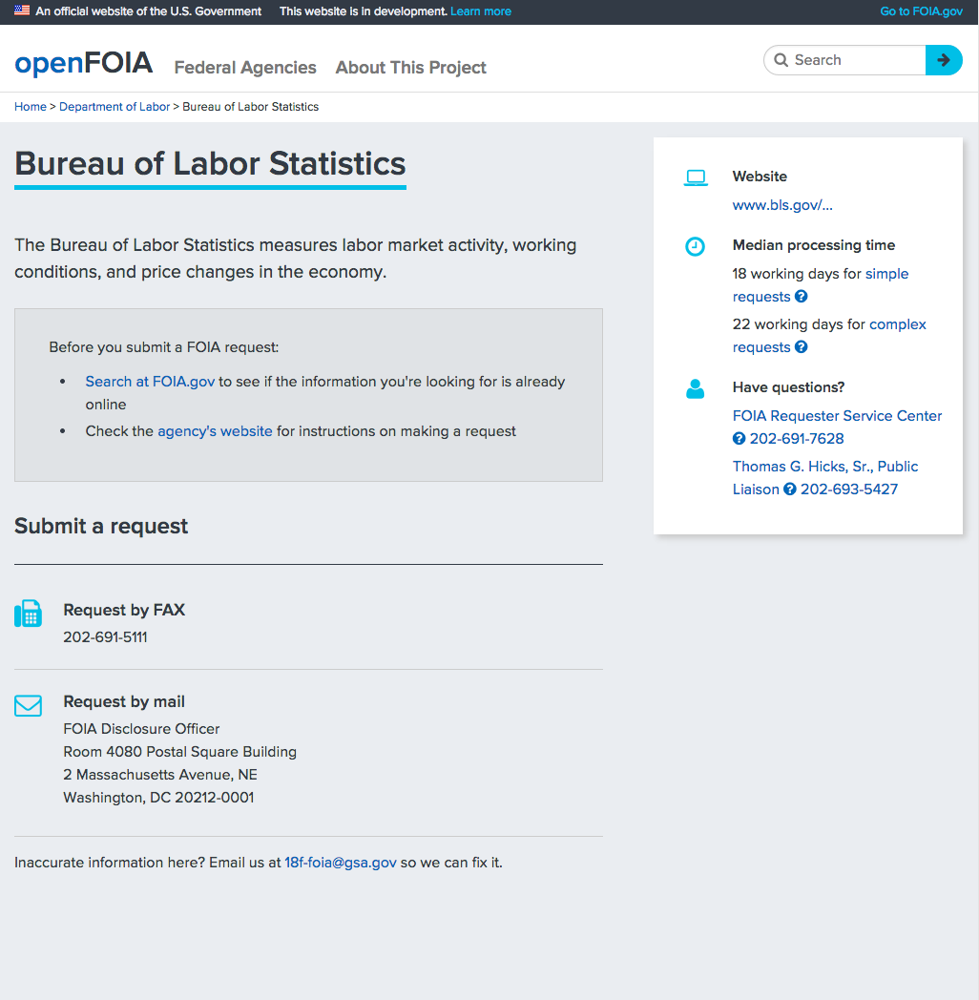 An official website of the U.S. Government This website is in development. Learn more Go to FOIA.gov
openFOIA Federal Agencies About This Project Search
Home > Department of Labor > Bureau of Labor Statistics
Bureau of Labor Statistics
The Bureau of Labor Statistics measures labor market activity, working
conditions, and price changes in the economy.
Before you submit a FOIA request:
• Search at FOIA.gov to see if the information you're looking for is already
online
• Check the agency's website for instructions on making a request
Submit a request
Request by FAX
202-691-5111
Request by mail
FOIA Disclosure Officer
Room 4080 Postal Square Building
2 Massachusetts Avenue, NE
Washington, DC 20212-0001
Inaccurate information here? Email us at 18f-foia@gsa.gov so we can fix it.
Website
www.bls.gov/...
Median processing time
18 working days for simple
requests ?
22 working days for complex
requests ?
Have questions?
FOIA Requester Service Center
? 202-691-7628
Thomas G. Hicks, Sr., Public
Liaison ? 202-693-5427